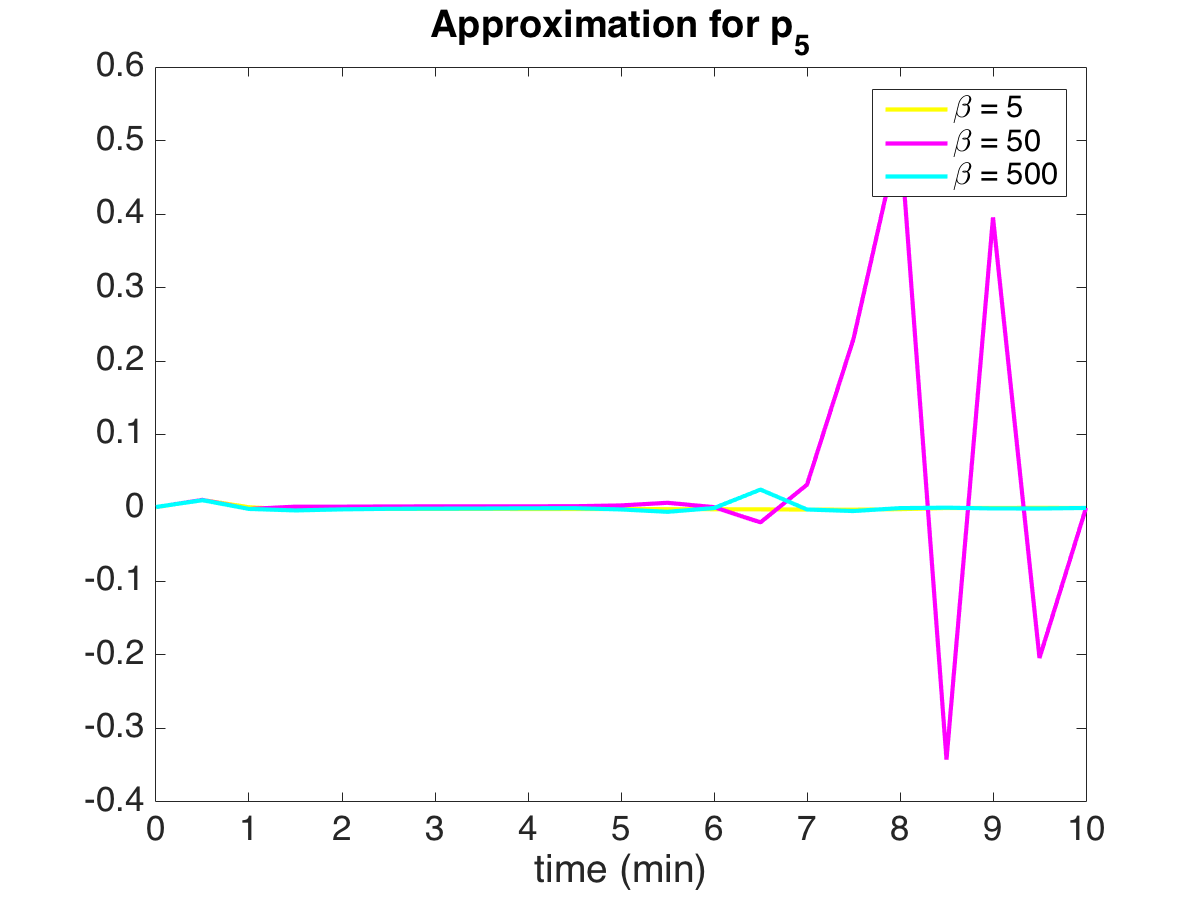 Approximation for p5
0.6
0.5
0.4
0.3
0.2
0.1
0
-0.1
-0.2
-0.3
-0.4
β = 5
β = 50
β = 500
0 1 2 3 4 5 6 7 8 9 10
time (min)